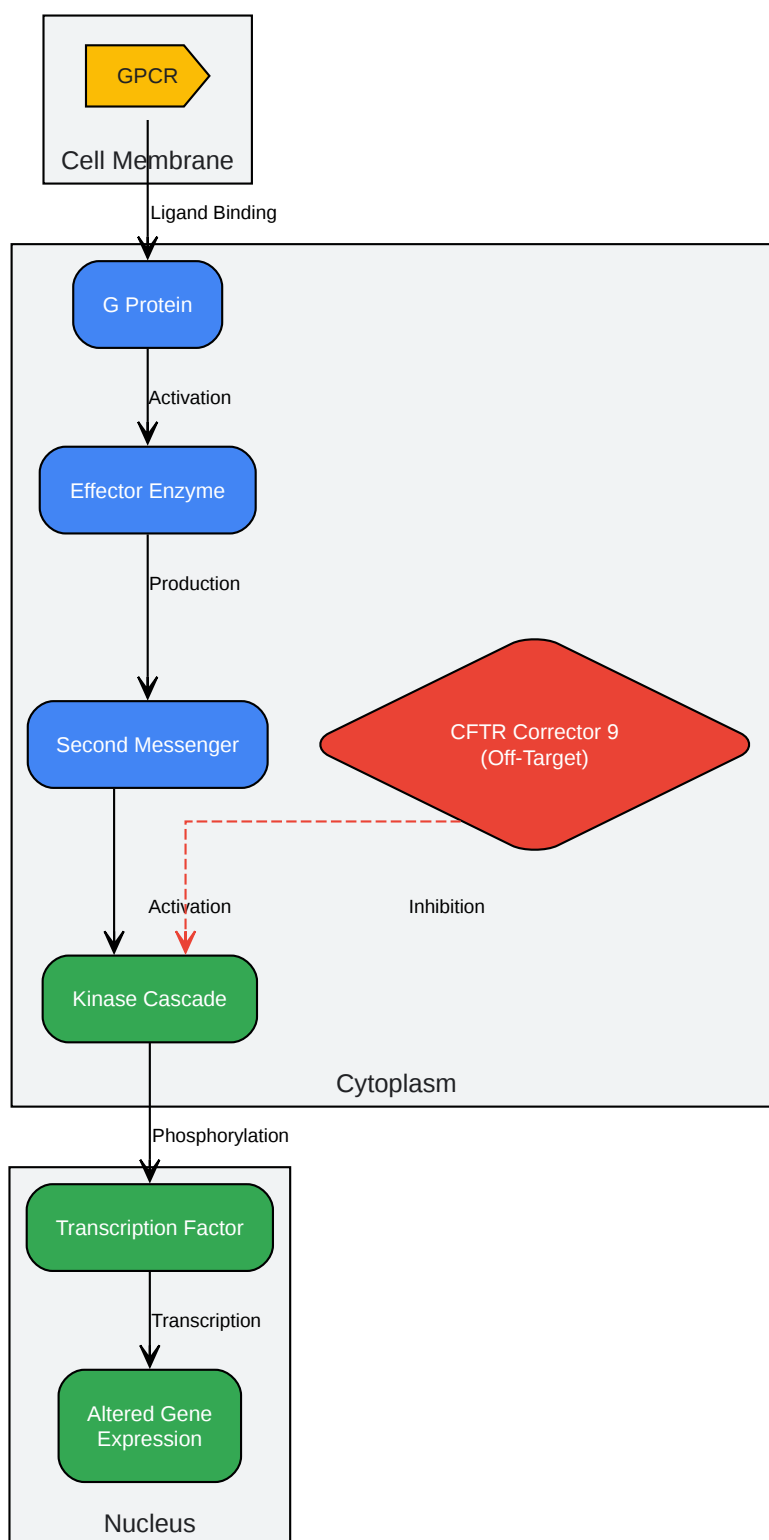 GPCR
Cell Membrane
Ligand Binding
G Protein
Activation
Effector Enzyme
Production
CFTR Corrector 9
(Off-Target)
Second Messenger
Activation
Inhibition
Kinase Cascade
Cytoplasm
Phosphorylation
Transcription Factor
Transcription
Altered Gene
Expression
Nucleus